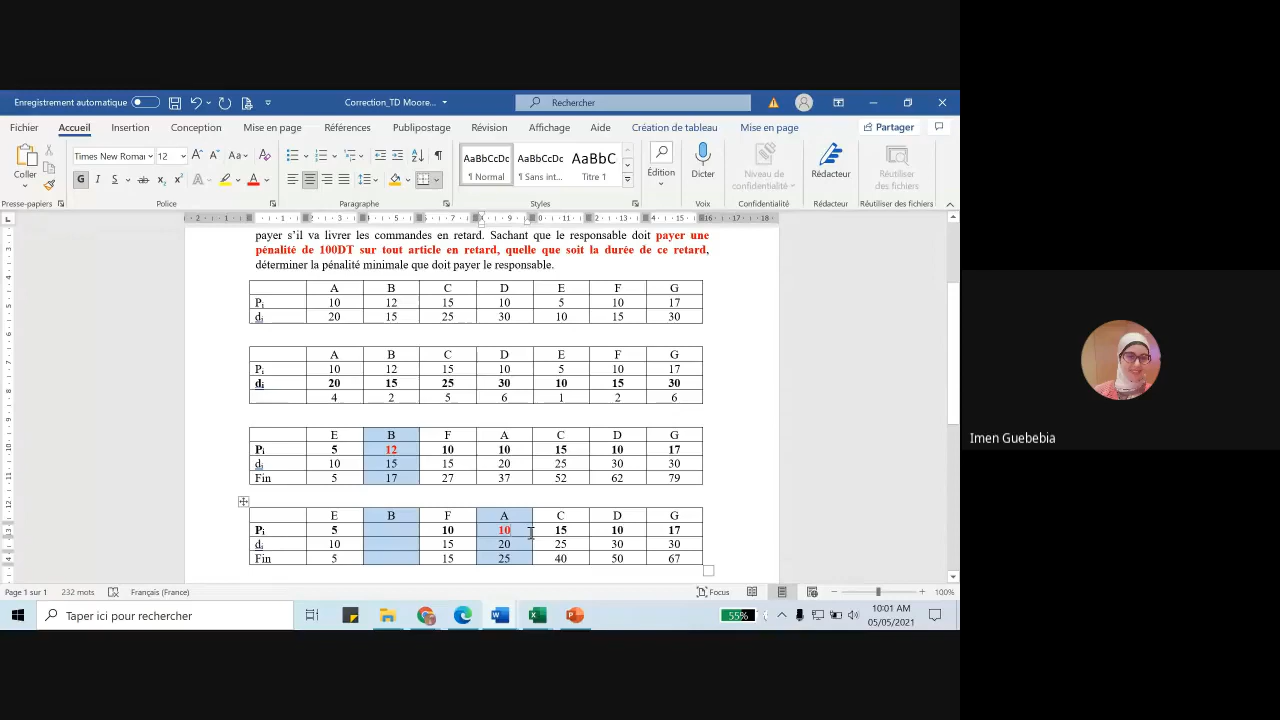 Enregistrement automatique
Correction_TD Moore...
Rechercher
Fichier Accueil Insertion Conception Mise en page Références Publipostage Révision Affichage Aide Création de tableau Mise en page Partager
Times New Romar 12
Coller
G I S ab x₂ x²
AaBbCcDc AaBbCcDc AaBbC
¶ Normal ¶ Sans int... Titre 1
Édition
Dicter
Niveau de confidentialité
Rédacteur
Réutiliser des fichiers
Presse-papiers Police Paragraphe Styles Voix Confidentialité Rédacteur Réutiliser des fichiers
payer s’il va livrer les commandes en retard. Sachant que le responsable doit payer une
pénalité de 100DT sur tout article en retard, quelle que soit la durée de ce retard,
déterminer la pénalité minimale que doit payer le responsable.
A B C D E F G
Pi 10 12 15 10 5 10 17
di 20 15 25 30 10 15 30
A B C D E F G
Pi 10 12 15 10 5 10 17
di 20 15 25 30 10 15 30
4 2 5 6 1 2 6
E B F A C D G
Pi 5 12 10 10 15 10 17
di 10 15 15 20 25 30 30
Fin 5 17 27 37 52 62 79
E B F A C D G
Pi 5 10 10 15 10 17
di 10 15 20 25 30 30
Fin 5 15 25 40 50 67
Page 1 sur 1 232 mots Français (France) Focus 100%
Taper ici pour rechercher
55%
10:01 AM
05/05/2021
Imen Guebebia